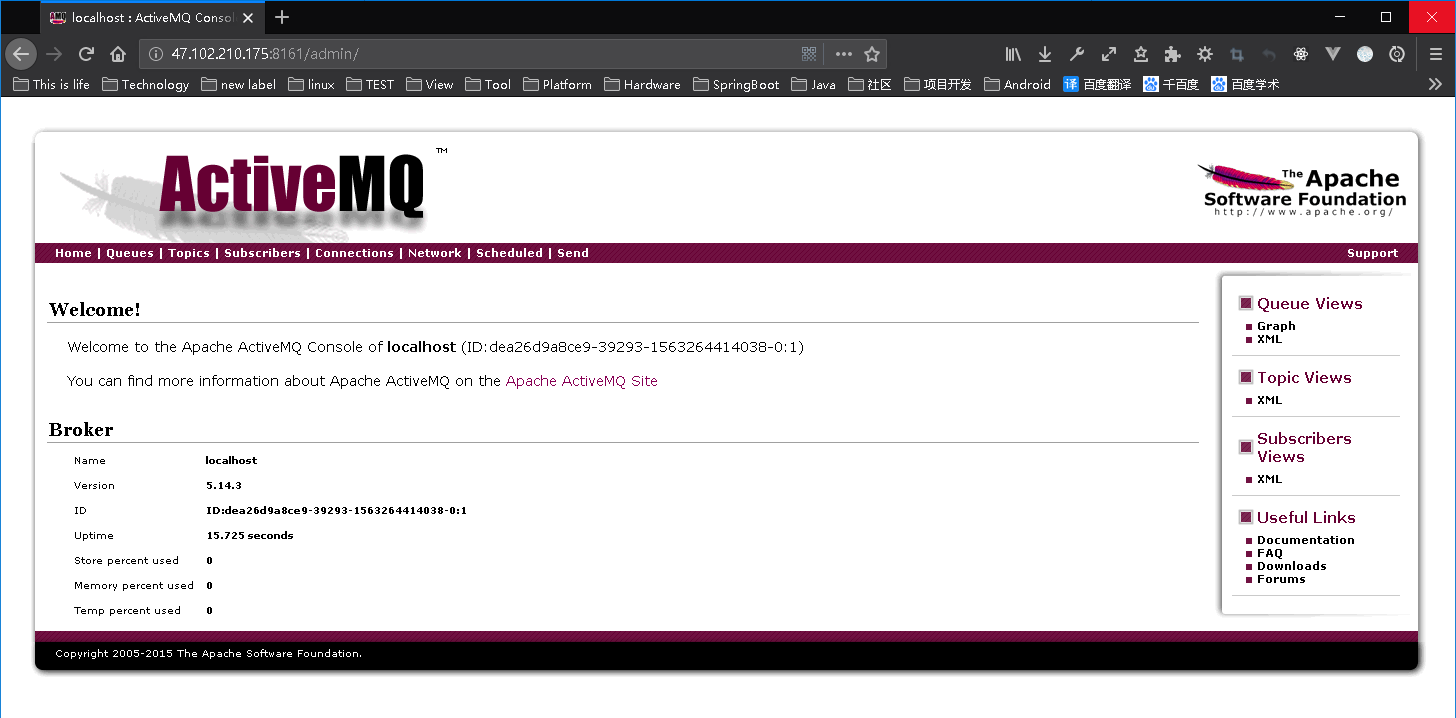 localhost : ActiveMQ Consol
47.102.210.175:8161/admin/
This is life Technology new label linux TEST View Tool Platform Hardware SpringBoot Java 社区 项目开发 Android 译 百度翻译 千百度 百度学术
ActiveMQ ™
The Apache
Software Foundation
http://www.apache.org/
Home | Queues | Topics | Subscribers | Connections | Network | Scheduled | Send Support
Welcome!
Welcome to the Apache ActiveMQ Console of localhost (ID:dea26d9a8ce9-39293-1563264414038-0:1)
You can find more information about Apache ActiveMQ on the Apache ActiveMQ Site
Broker
Name localhost
Version 5.14.3
ID ID:dea26d9a8ce9-39293-1563264414038-0:1
Uptime 15.725 seconds
Store percent used 0
Memory percent used 0
Temp percent used 0
Queue Views
Graph
XML
Topic Views
XML
Subscribers
Views
XML
Useful Links
Documentation
FAQ
Downloads
Forums
Copyright 2005-2015 The Apache Software Foundation.